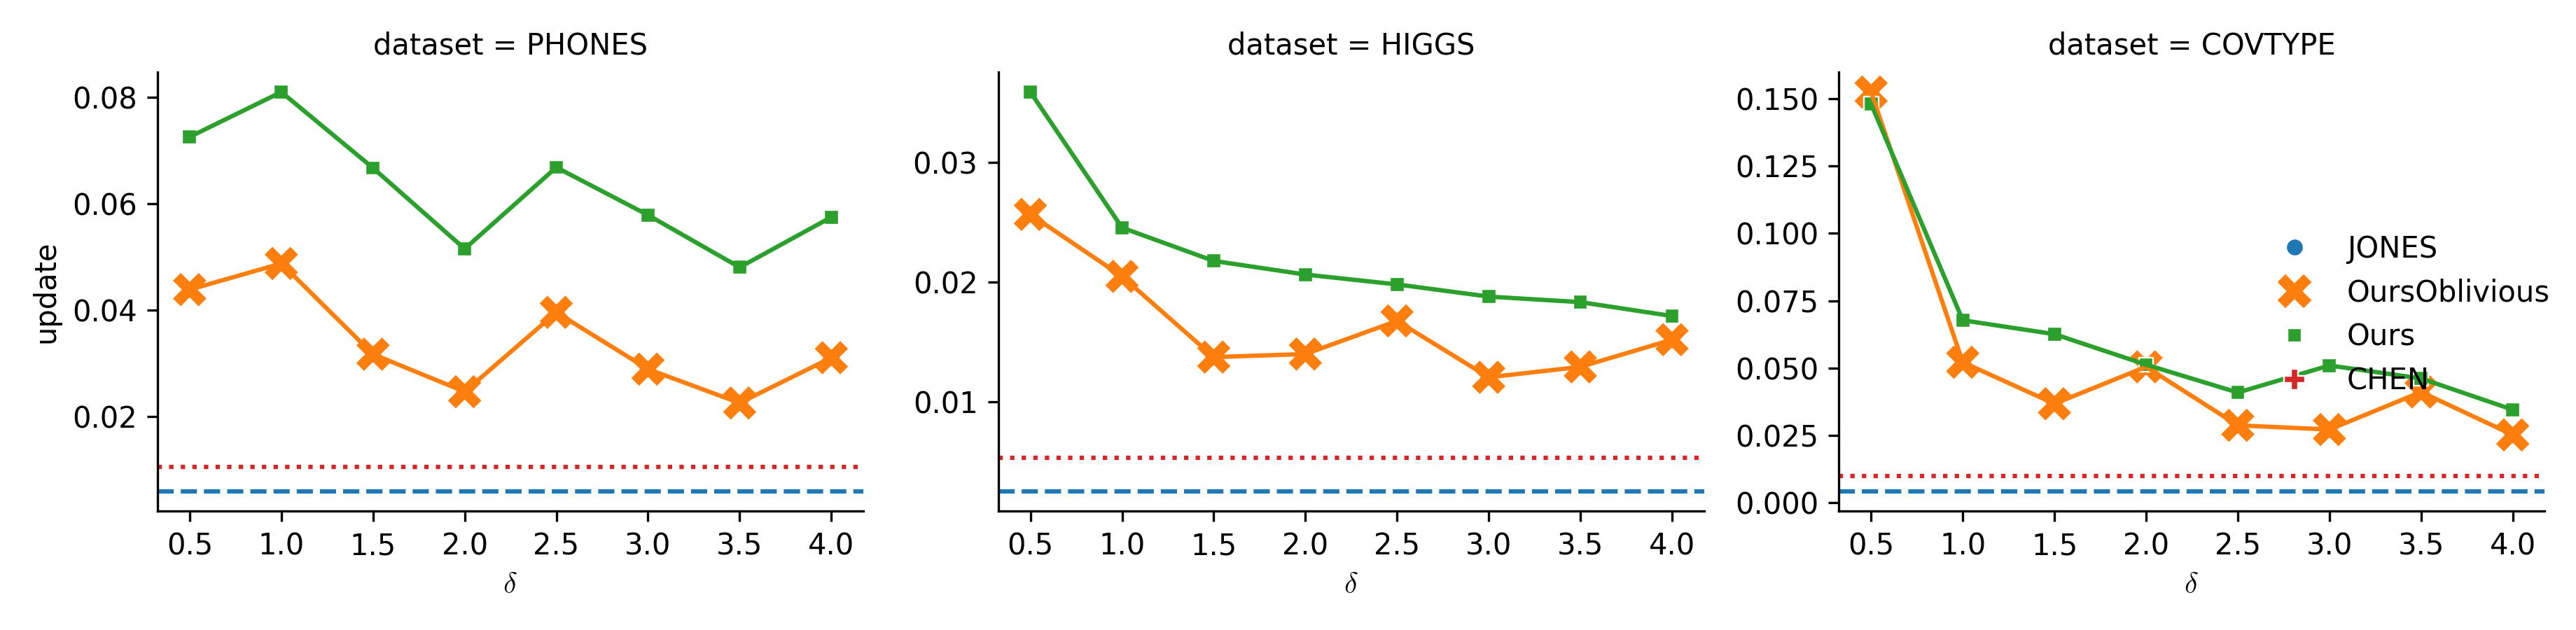 dataset = PHONES
update
0.08
0.06
0.04
0.02
0.5 1.0 1.5 2.0 2.5 3.0 3.5 4.0
δ
dataset = HIGGS
0.03
0.02
0.01
0.5 1.0 1.5 2.0 2.5 3.0 3.5 4.0
δ
dataset = COVTYPE
0.150
0.125
0.100
0.075
0.050
0.025
0.000
0.5 1.0 1.5 2.0 2.5 3.0 3.5 4.0
δ
JONES
OursOblivious
Ours
CHEN